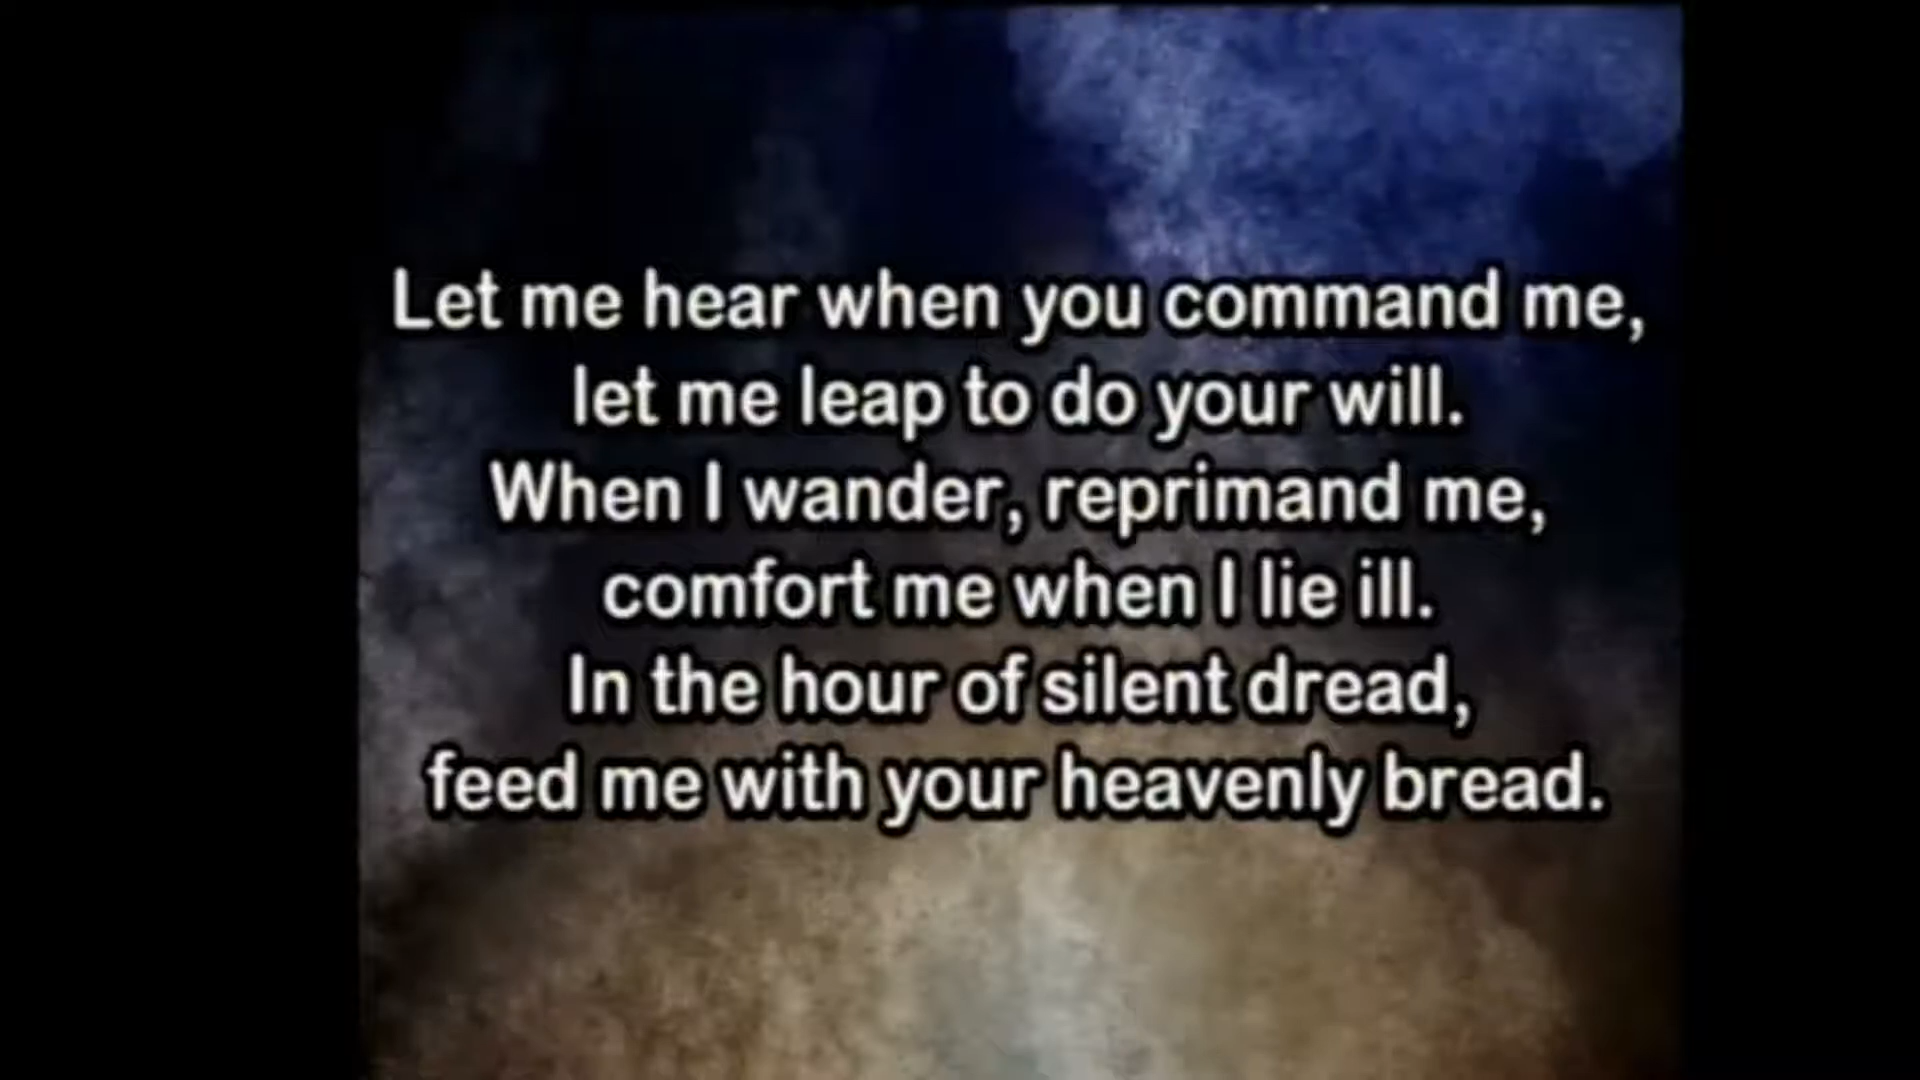 Let me hear when you command me,
let me leap to do your will.
When I wander, reprimand me,
comfort me when I lie ill.
In the hour of silent dread,
feed me with your heavenly bread.